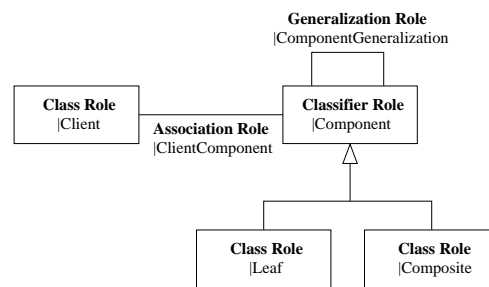 Generalization Role
|ComponentGeneralization
Class Role
|Client
Association Role
|ClientComponent
Classifier Role
|Component
Class Role
|Leaf
Class Role
|Composite